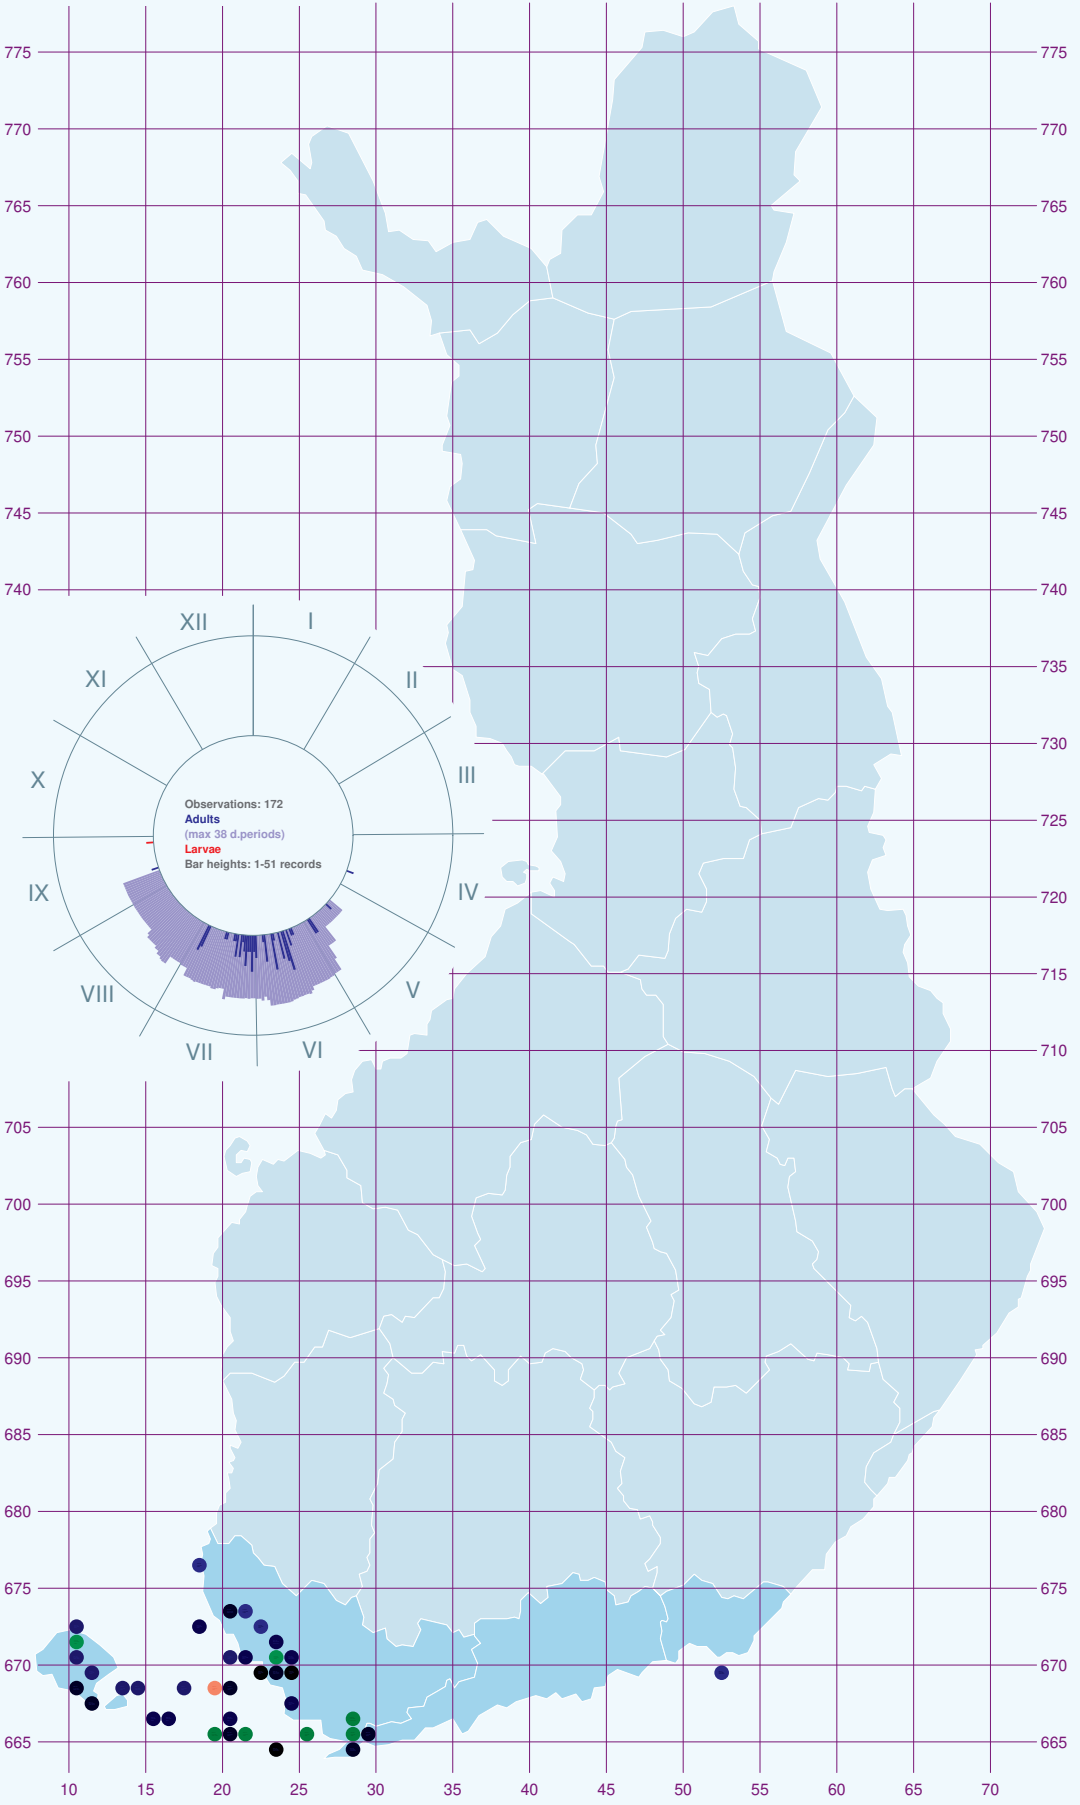 775 775
770 770
765 765
760 760
755 755
750 750
745 745
740 740
735
730
725
720
715
710
705 705
700 700
695 695
690 690
685 685
680 680
675 675
670 670
665 665
10 15 20 25 30 35 40 45 50 55 60 65 70
XII I
XI II
X III
IX IV
VIII V
VII VI
Observations: 172
Adults
(max 38 d.periods)
Larvae
Bar heights: 1-51 records